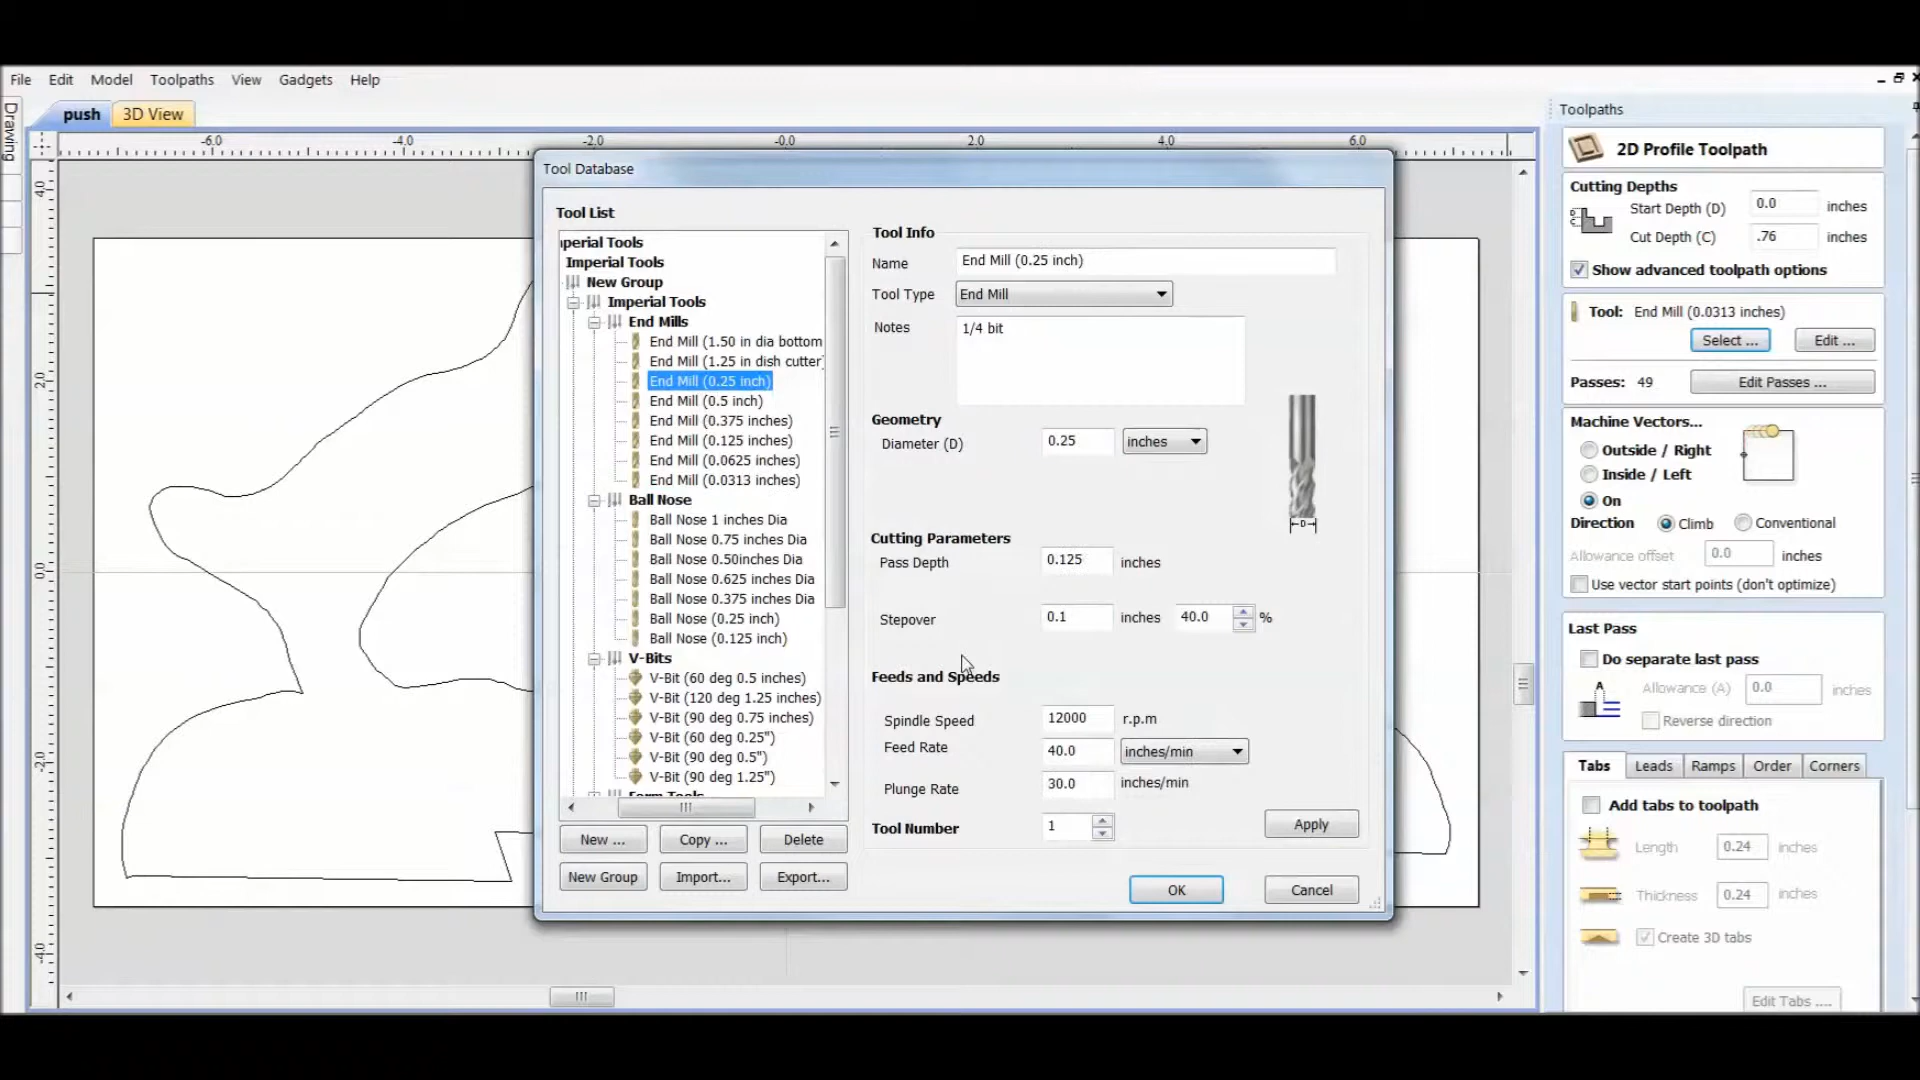 File Edit Model Toolpaths View Gadgets Help
Drawing
push 3D View
-6.0 -4.0 -2.0 -0.0 2.0 4.0 6.0
4.0
2.0
0.0
-2.0
-4.0
Tool Database
Tool List
perial Tools
Imperial Tools
New Group
Imperial Tools
End Mills
End Mill (1.50 in dia bottom
End Mill (1.25 in dish cutter)
End Mill (0.25 inch)
End Mill (0.5 inch)
End Mill (0.375 inches)
End Mill (0.125 inches)
End Mill (0.0625 inches)
End Mill (0.0313 inches)
Ball Nose
Ball Nose 1 inches Dia
Ball Nose 0.75 inches Dia
Ball Nose 0.50inches Dia
Ball Nose 0.625 inches Dia
Ball Nose 0.375 inches Dia
Ball Nose (0.25 inch)
Ball Nose (0.125 inch)
V-Bits
V-Bit (60 deg 0.5 inches)
V-Bit (120 deg 1.25 inches)
V-Bit (90 deg 0.75 inches)
V-Bit (60 deg 0.25")
V-Bit (90 deg 0.5")
V-Bit (90 deg 1.25")
Form Tools
New ... Copy ... Delete
New Group Import... Export...
Tool Info
Name End Mill (0.25 inch)
Tool Type End Mill
Notes 1/4 bit
Geometry
Diameter (D) 0.25 inches
D
Cutting Parameters
Pass Depth 0.125 inches
Stepover 0.1 inches 40.0 %
Feeds and Speeds
Spindle Speed 12000 r.p.m
Feed Rate 40.0 inches/min
Plunge Rate 30.0 inches/min
Tool Number 1 Apply
OK Cancel
Toolpaths
2D Profile Toolpath
Cutting Depths
Start Depth (D) 0.0 inches
Cut Depth (C) .76 inches
Show advanced toolpath options
Tool: End Mill (0.0313 inches)
Select ... Edit ...
Passes: 49 Edit Passes ...
Machine Vectors...
Outside / Right
Inside / Left
On
Direction Climb Conventional
Allowance offset 0.0 inches
Use vector start points (don't optimize)
Last Pass
Do separate last pass
A Allowance (A) 0.0 inches
Reverse direction
Tabs Leads Ramps Order Corners
Add tabs to toolpath
Length 0.24 inches
Thickness 0.24 inches
Create 3D tabs
Edit Tabs ....